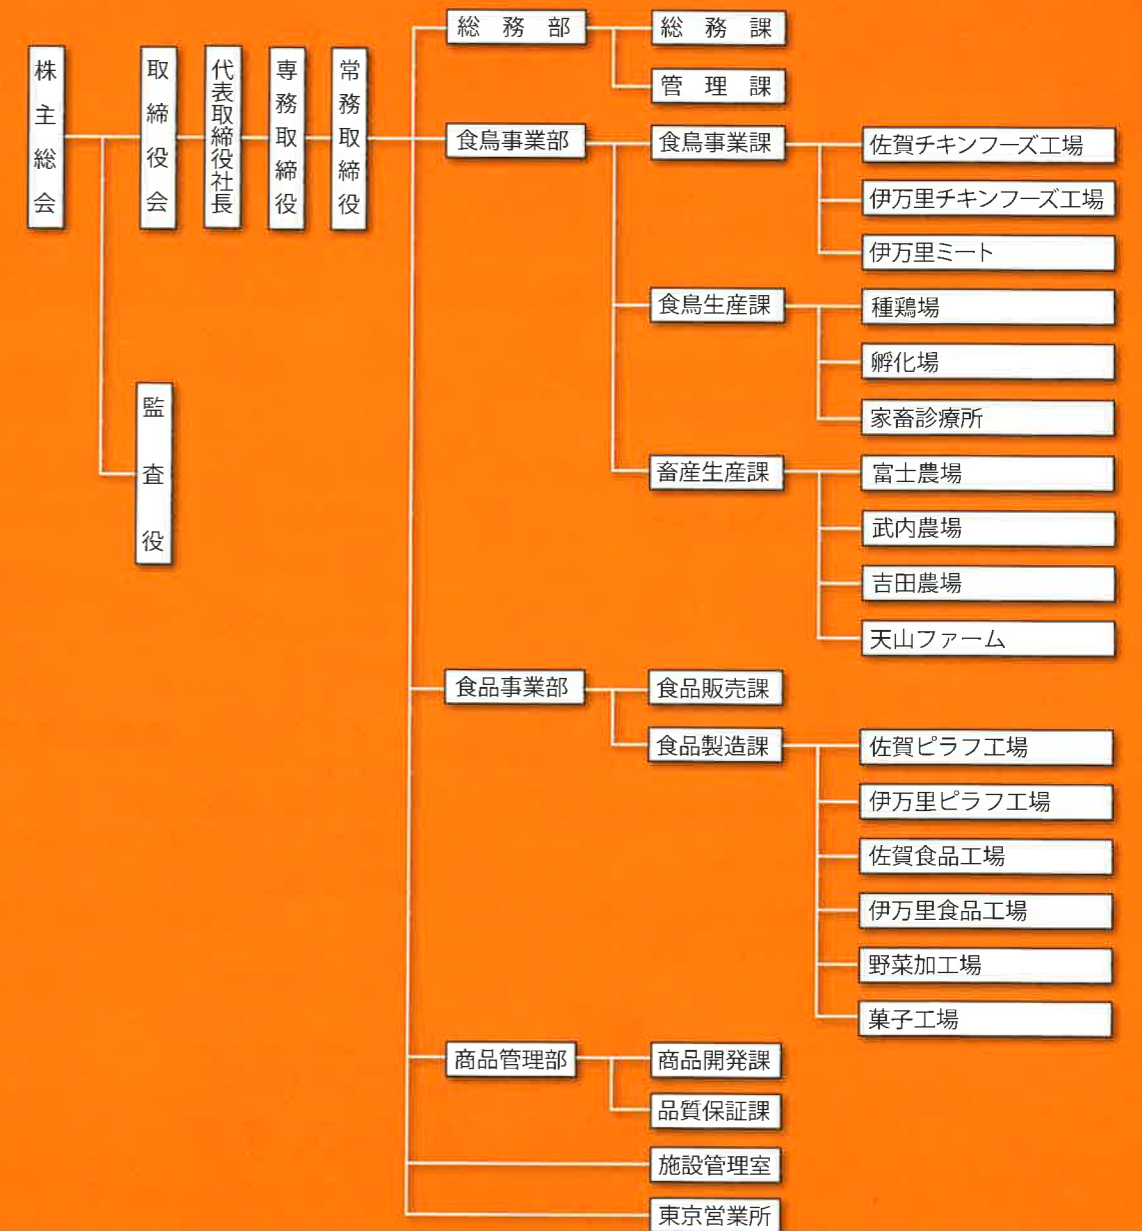 株主総会
取締役会
代表取締役社長
専務取締役
常務取締役
監査役
総務部
総務課
管理課
食鳥事業部
食鳥事業課
佐賀チキンフーズ工場
伊万里チキンフーズ工場
伊万里ミート
食鳥生産課
種鶏場
孵化場
家畜診療所
畜産生産課
富士農場
武内農場
吉田農場
天山ファーム
食品事業部
食品販売課
食品製造課
佐賀ピラフ工場
伊万里ピラフ工場
佐賀食品工場
伊万里食品工場
野菜加工場
菓子工場
商品管理部
商品開発課
品質保証課
施設管理室
東京営業所